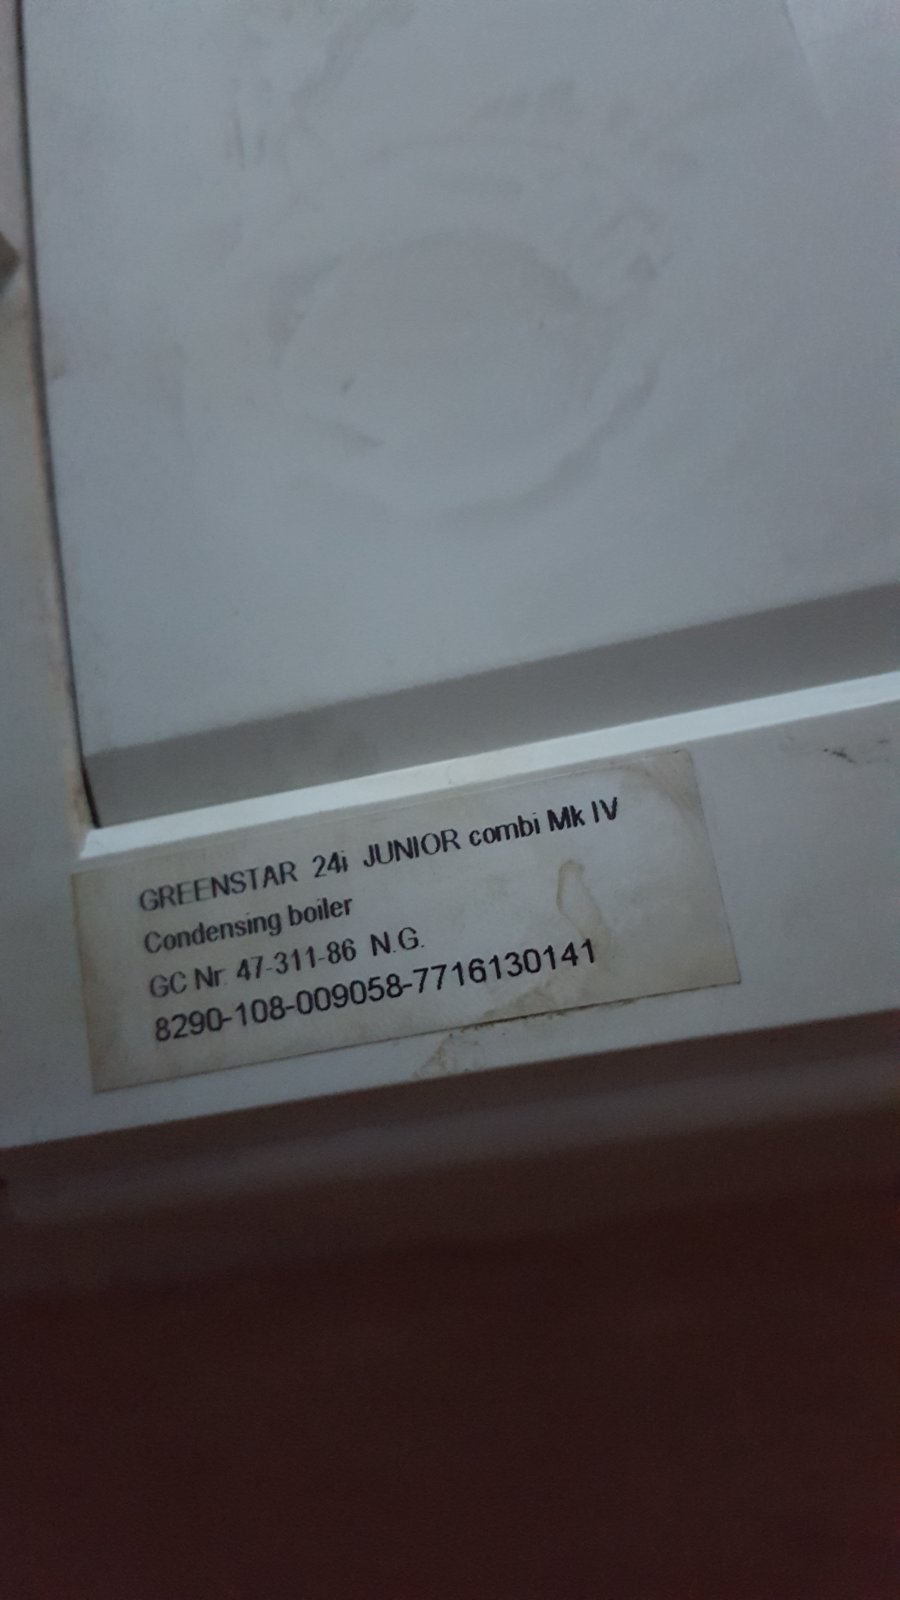 GREENSTAR 24i JUNIOR combi Mk IV
Condensing boiler
GC Nr. 47-311-86 N.G.
8290-108-009058-7716130141